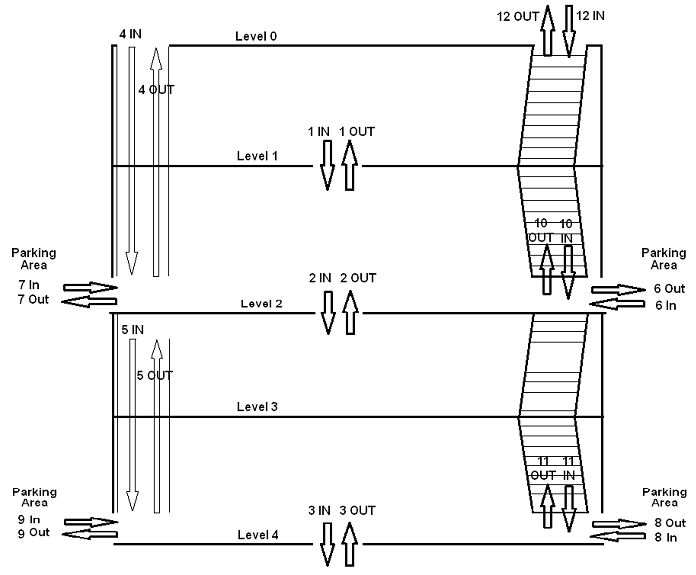 12 OUT
12 IN
4 IN
Level 0
4 OUT
1 IN
1 OUT
Level 1
10
OUT
10
IN
Parking
Area
7 In
7 Out
Parking
Area
6 Out
6 In
2 IN
2 OUT
Level 2
5 IN
5 OUT
Level 3
11
OUT
11
IN
Parking
Area
9 In
9 Out
Parking
Area
8 Out
8 In
3 IN
3 OUT
Level 4